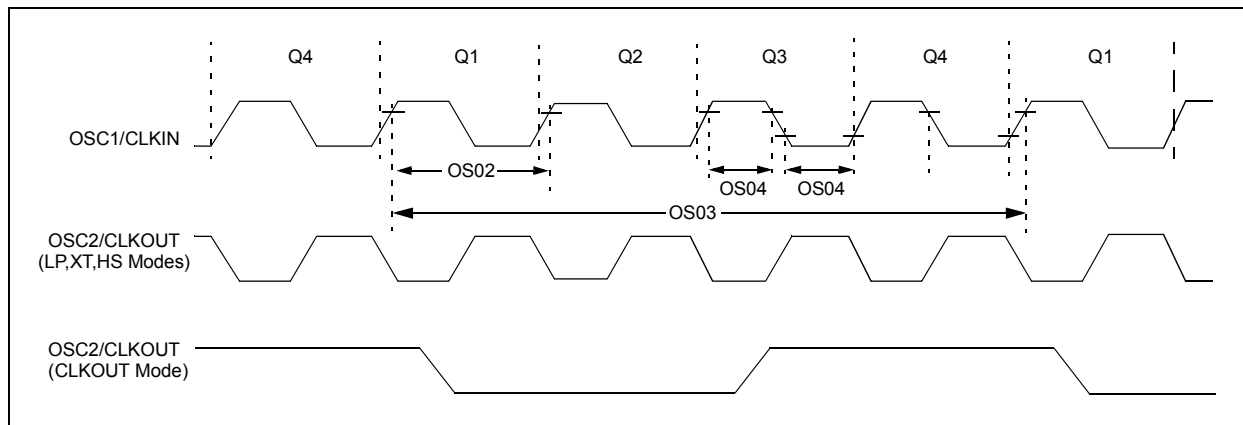 Q4 Q1 Q2 Q3 Q4 Q1
OSC1/CLKIN
OS02
OS04 OS04
OS03
OSC2/CLKOUT
(LP,XT,HS Modes)
OSC2/CLKOUT
(CLKOUT Mode)